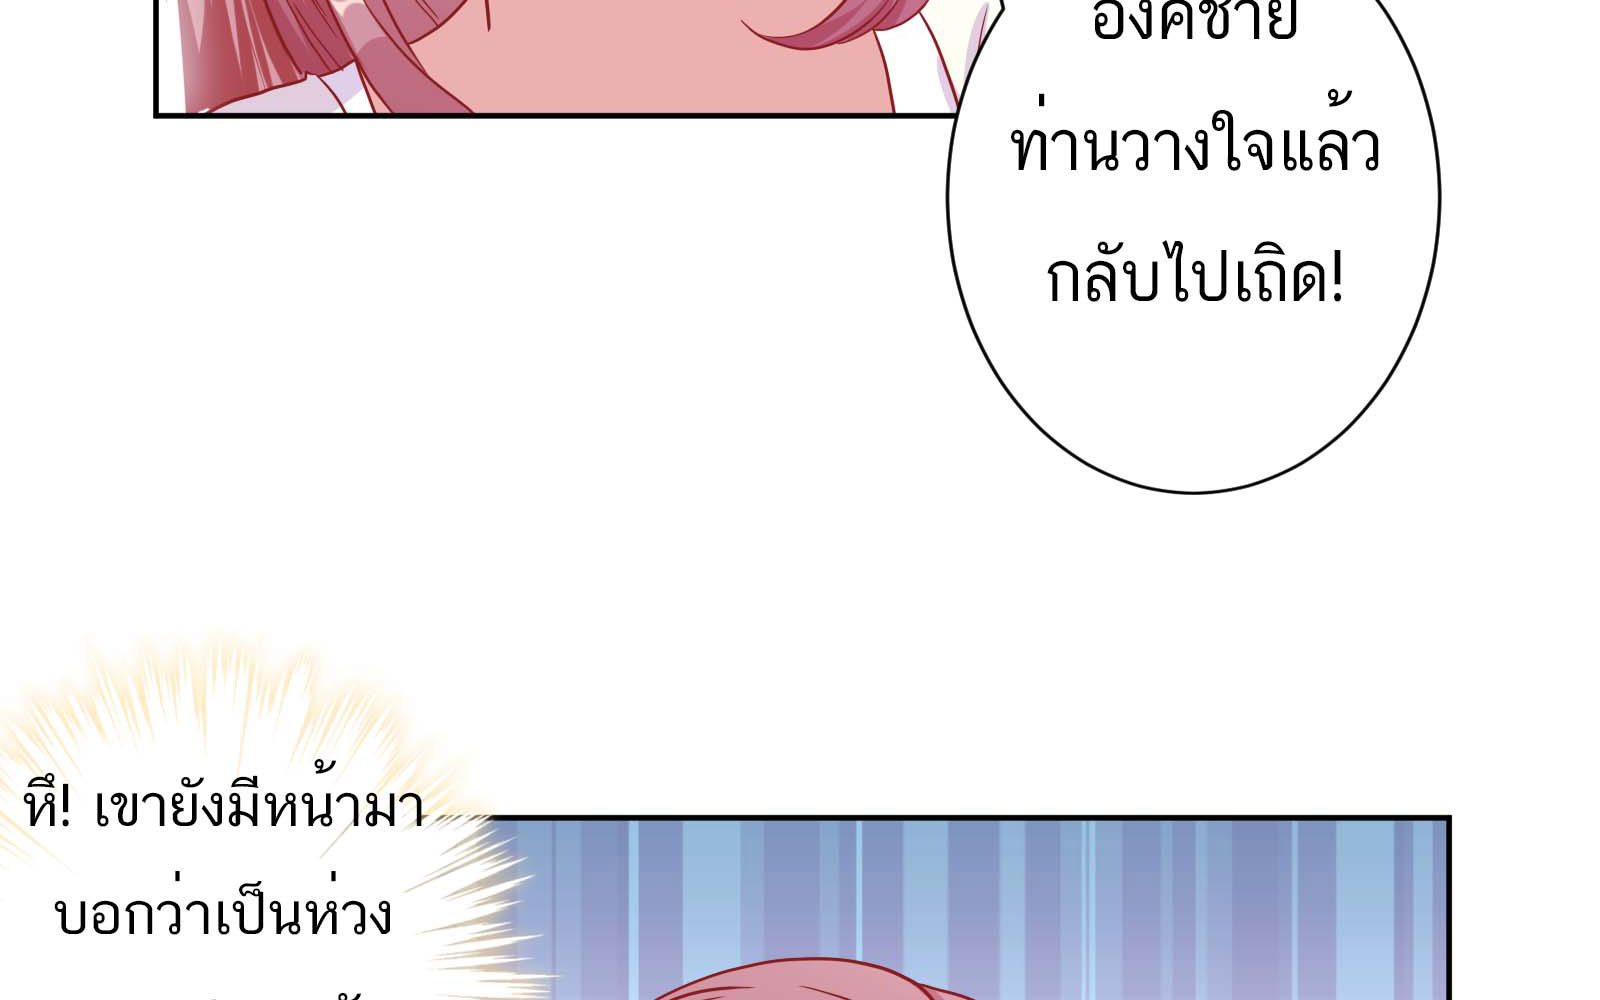 องค์ชาย
ท่านวางใจแล้ว
กลับไปเถิด!
หึ! เขายังมีหน้ามา
บอกว่าเป็นห่วง